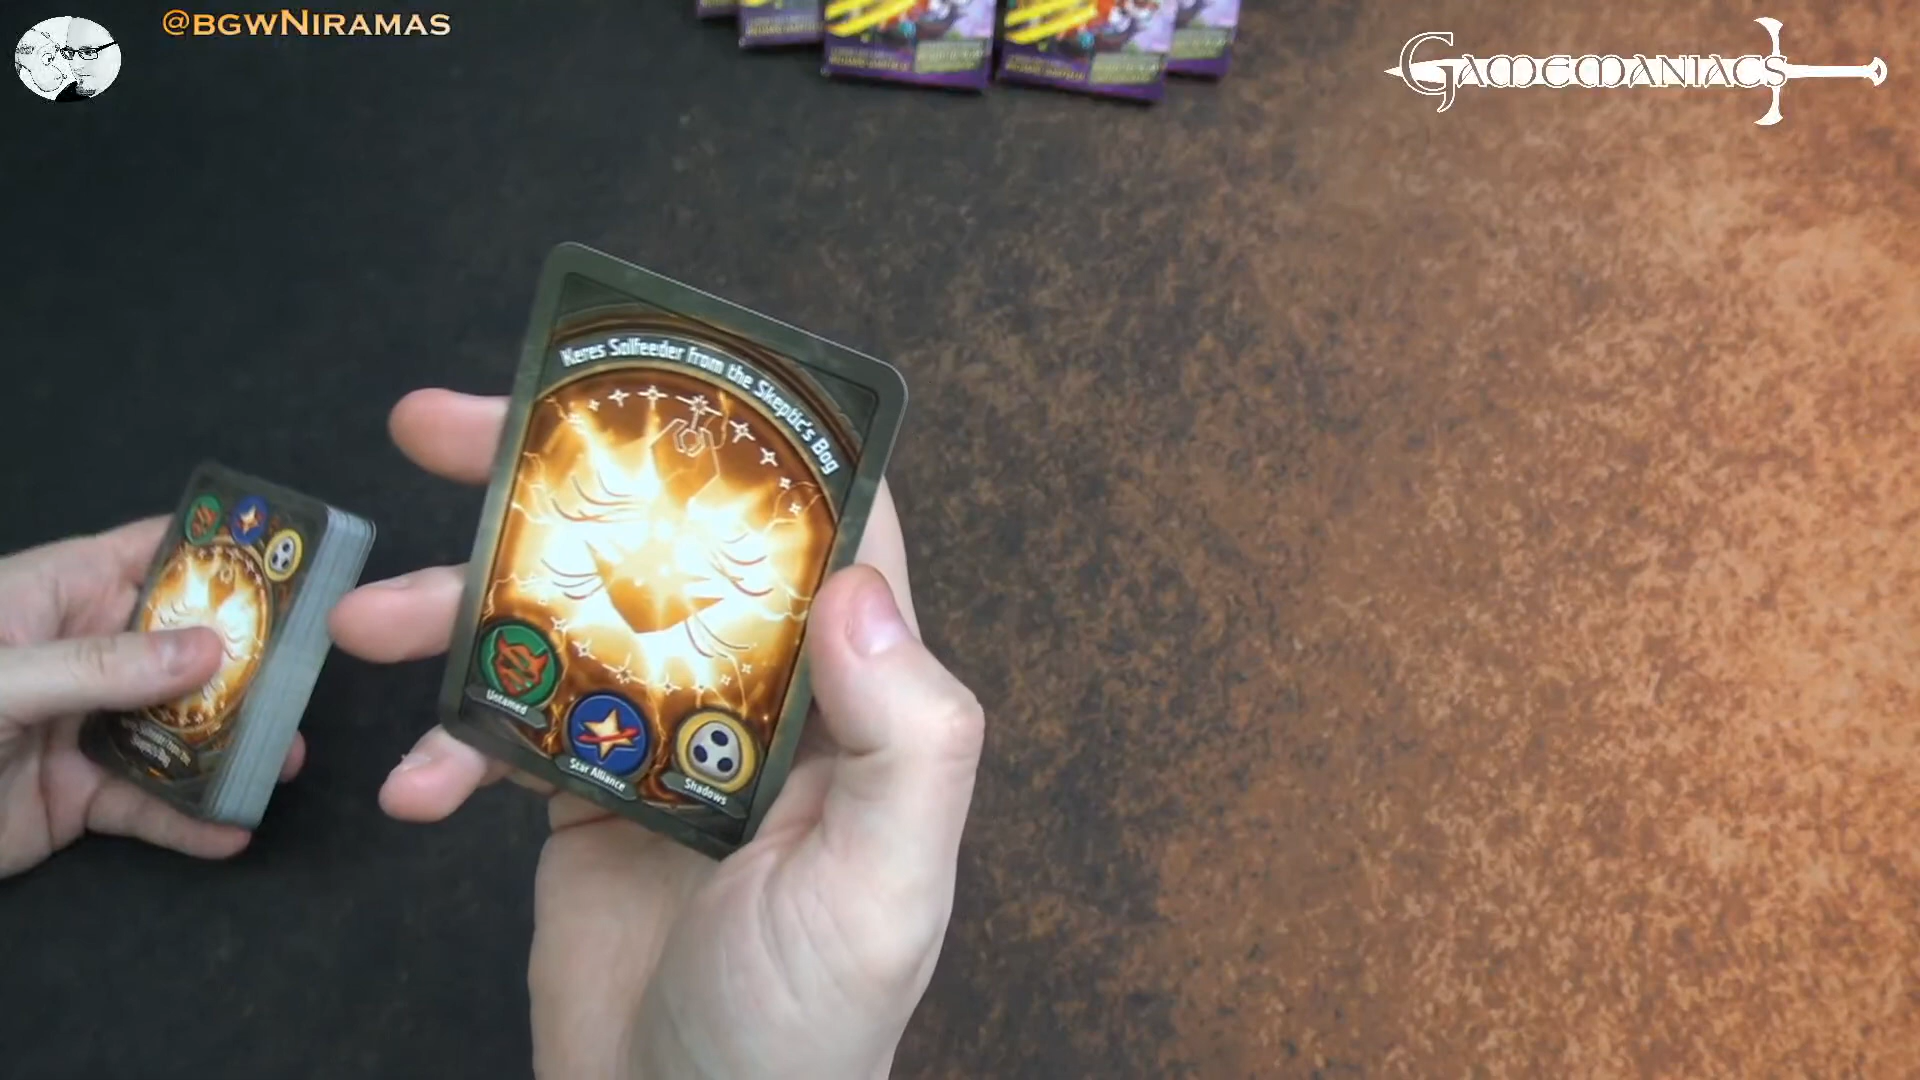 @BGWNIRAMAS
GAMEMANIACS
Keres Solfeeder from the Skeptic's Bog
Untamed
Star Alliance
Shadows